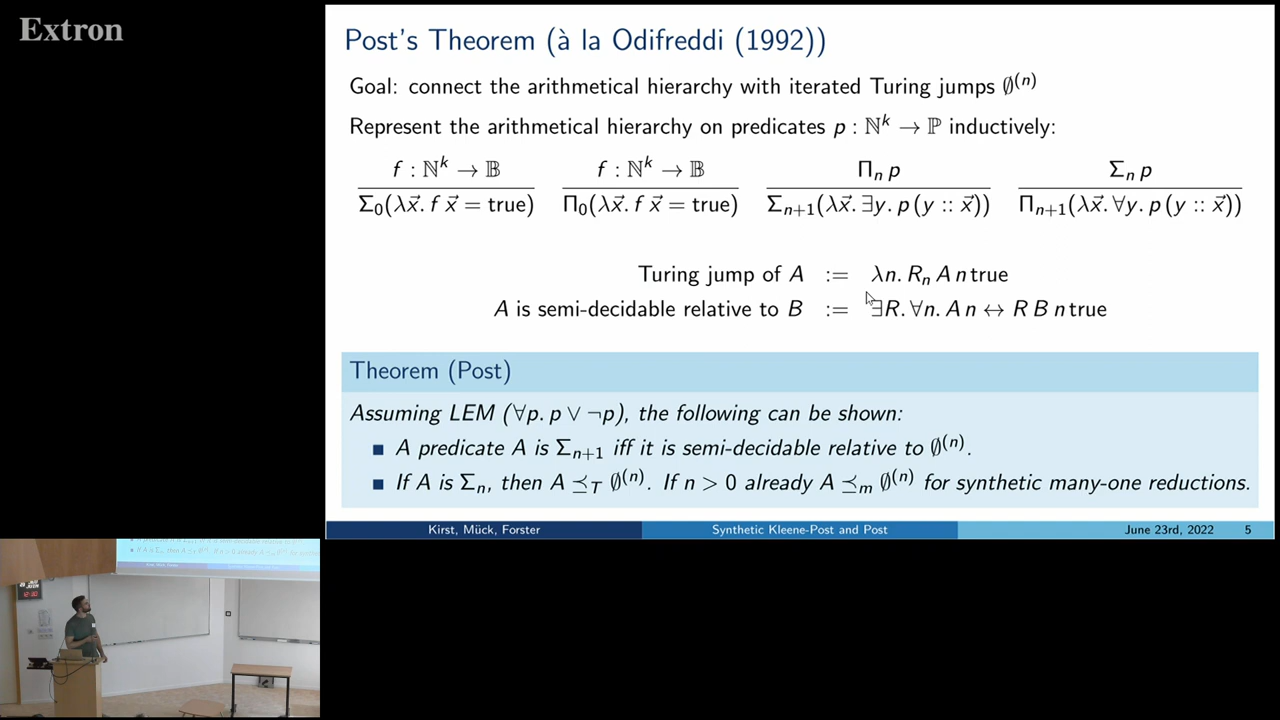 Extron
Post's Theorem (à la Odifreddi (1992))
Goal: connect the arithmetical hierarchy with iterated Turing jumps ∅⁽ⁿ⁾
Represent the arithmetical hierarchy on predicates p : ℕᵏ → ℙ inductively:
f : ℕᵏ → 𝔹 f : ℕᵏ → 𝔹 Πₙ p Σₙ p
Σ₀(λx⃗. f x⃗ = true) Π₀(λx⃗. f x⃗ = true) Σₙ₊₁(λx⃗. ∃y. p (y :: x⃗)) Πₙ₊₁(λx⃗. ∀y. p (y :: x⃗))
Turing jump of A := λn. Rₙ A n true
A is semi-decidable relative to B := ∃R. ∀n. A n ↔ R B n true
Theorem (Post)
Assuming LEM (∀p. p ∨ ¬p), the following can be shown:
■ A predicate A is Σₙ₊₁ iff it is semi-decidable relative to ∅⁽ⁿ⁾.
■ If A is Σₙ, then A ⪯_T ∅⁽ⁿ⁾. If n > 0 already A ⪯ₘ ∅⁽ⁿ⁾ for synthetic many-one reductions.
Kirst, Mück, Forster Synthetic Kleene-Post and Post June 23rd, 2022 5